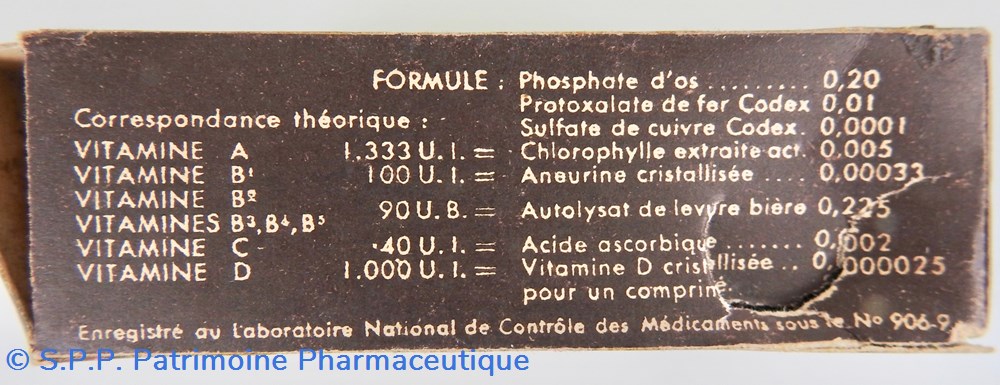 FORMULE : Phosphate d'os .......... 0,20
Protoxalate de fer Codex 0,01
Correspondance théorique : Sulfate de cuivre Codex. 0,0001
VITAMINE A 1.333 U. I. = Chlorophylle extraite act. 0,005
VITAMINE B¹ 100 U. I. = Aneurine cristallisée .... 0,00033
VITAMINE B²
VITAMINES B³, B⁴, B⁵ 90 U. B. = Autolysat de levure bière 0,225
VITAMINE C 40 U. I. = Acide ascorbique ....... 0,002
VITAMINE D 1.000 U. I. = Vitamine D cristallisée .. 0,000025
pour un comprimé.
Enregistré au Laboratoire National de Contrôle des Médicaments sous le No 906-9
© S.P.P. Patrimoine Pharmaceutique